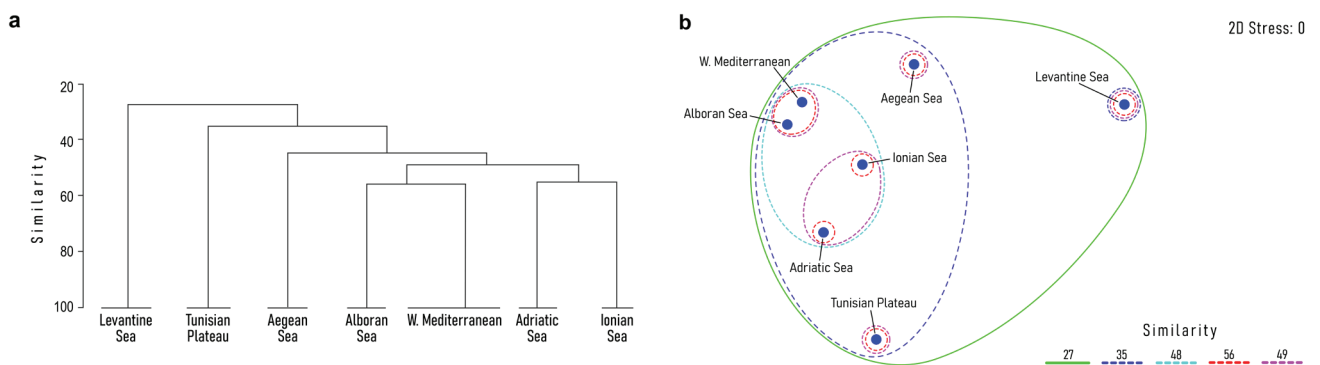 a
Similarity
20
40
60
80
100
Levantine
Sea
Tunisian
Plateau
Aegean
Sea
Alboran
Sea
W. Mediterranean
Adriatic
Sea
Ionian
Sea
b
2D Stress: 0
W. Mediterranean
Aegean Sea
Levantine Sea
Alboran Sea
Ionian Sea
Adriatic Sea
Tunisian Plateau
Similarity
27 35 48 56 49